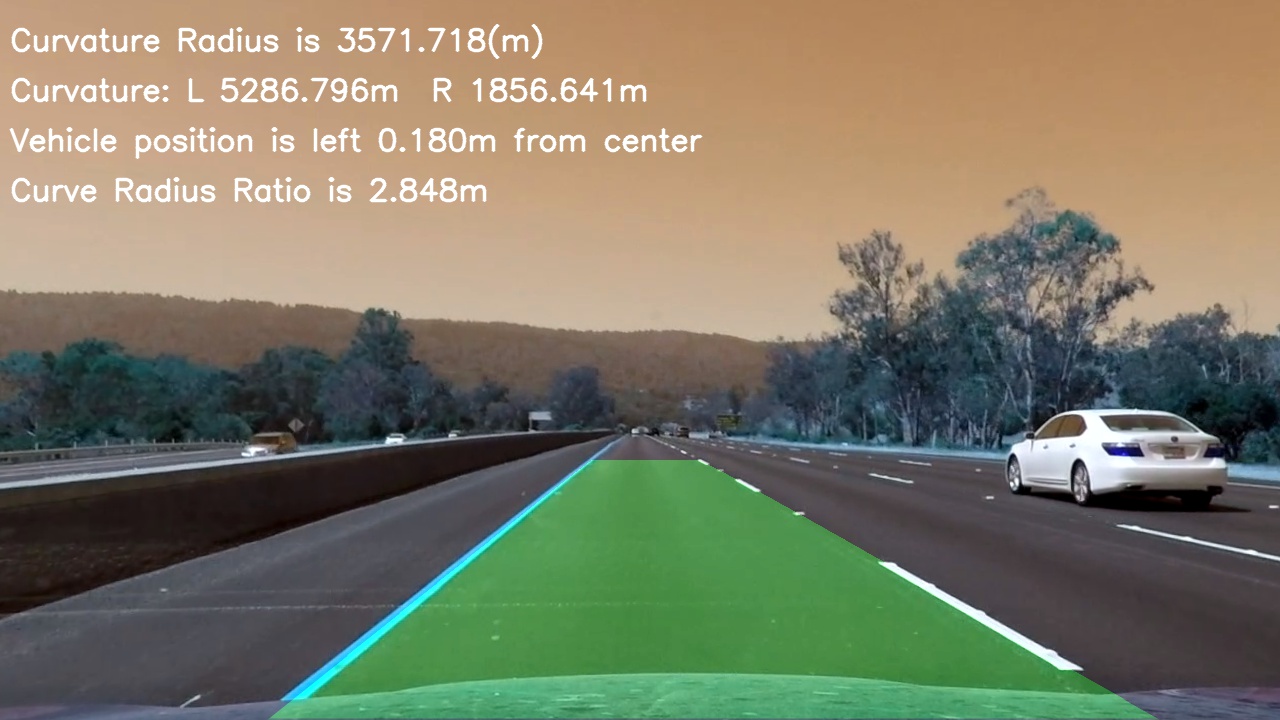 Curvature Radius is 3571.718(m)
Curvature: L 5286.796m R 1856.641m
Vehicle position is left 0.180m from center
Curve Radius Ratio is 2.848m